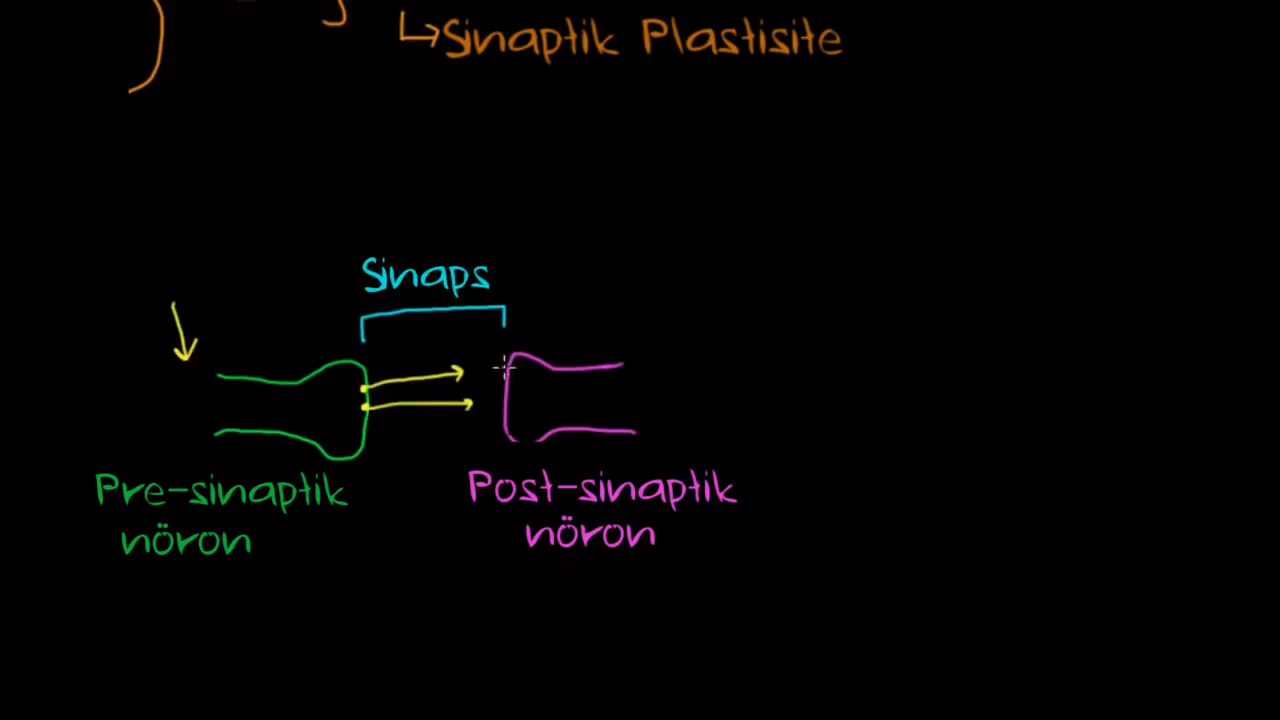 Sinaptik Plastisite
Sinaps
Pre-sinaptik
nöron
Post-sinaptik
nöron